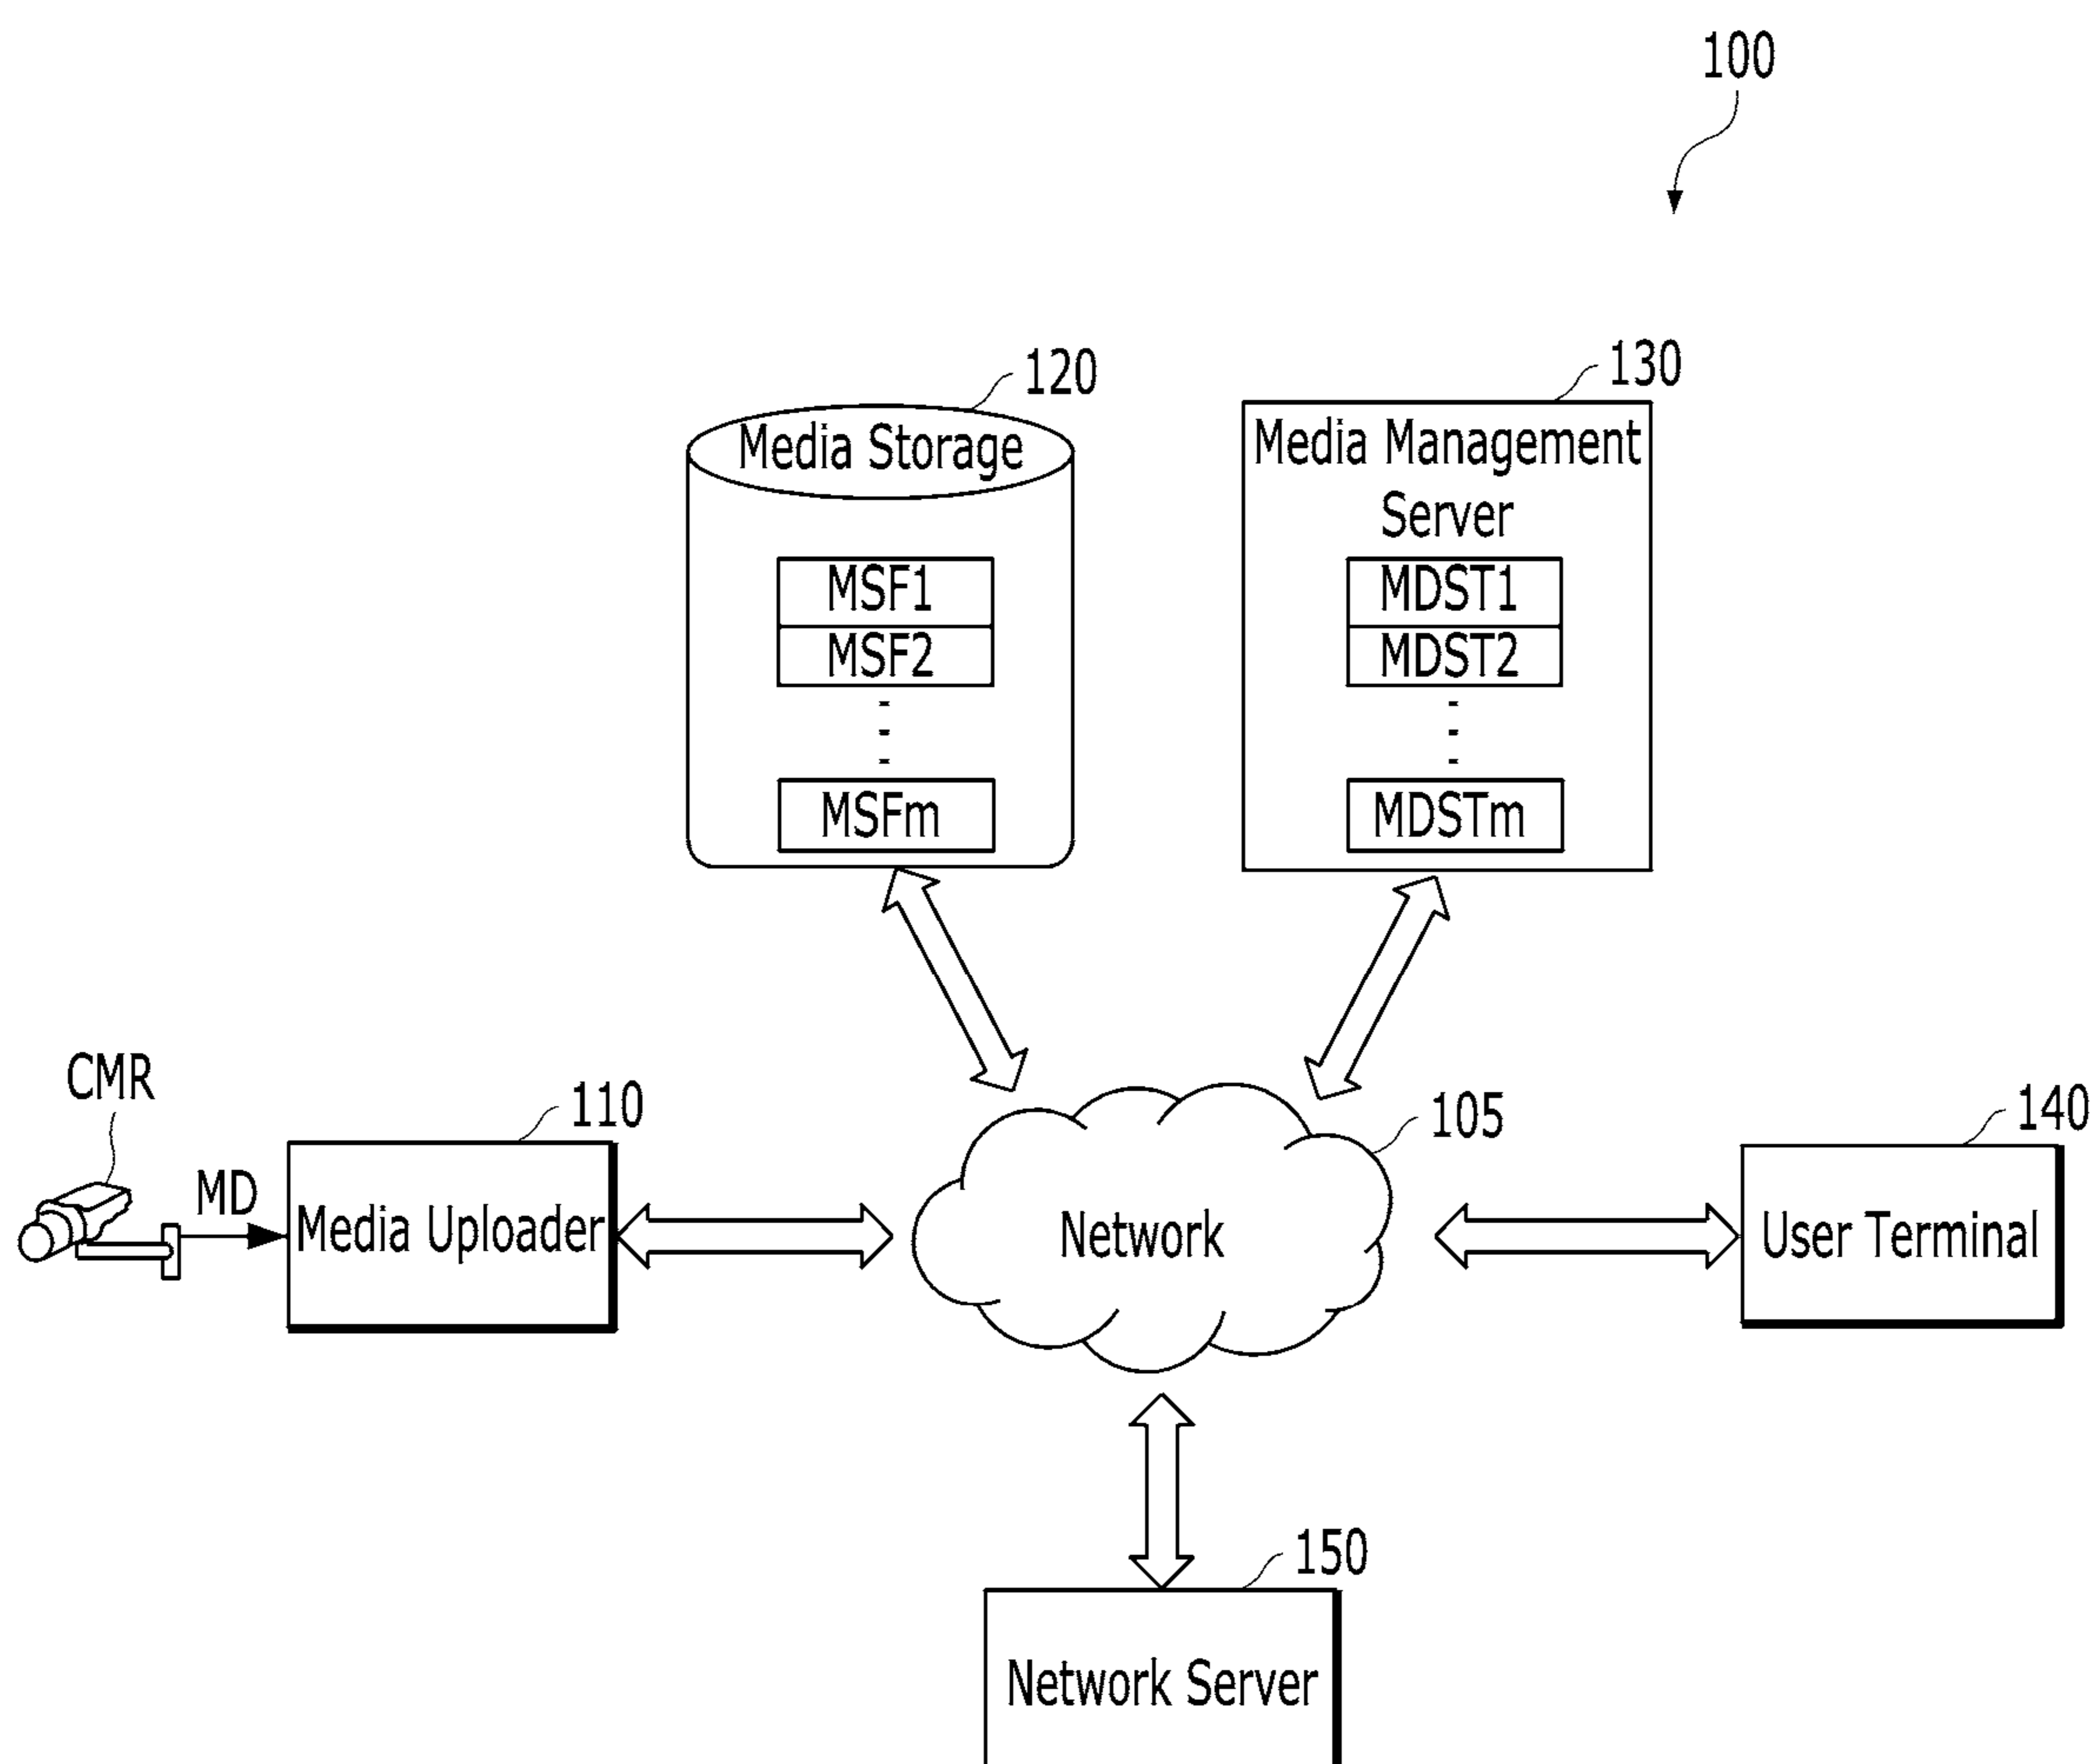 100
120
130
Media Storage
Media Management
Server
MSF1
MDST1
MSF2
MDST2
MSFm
MDSTm
CMR
110
105
140
MD
Media Uploader
Network
User Terminal
150
Network Server